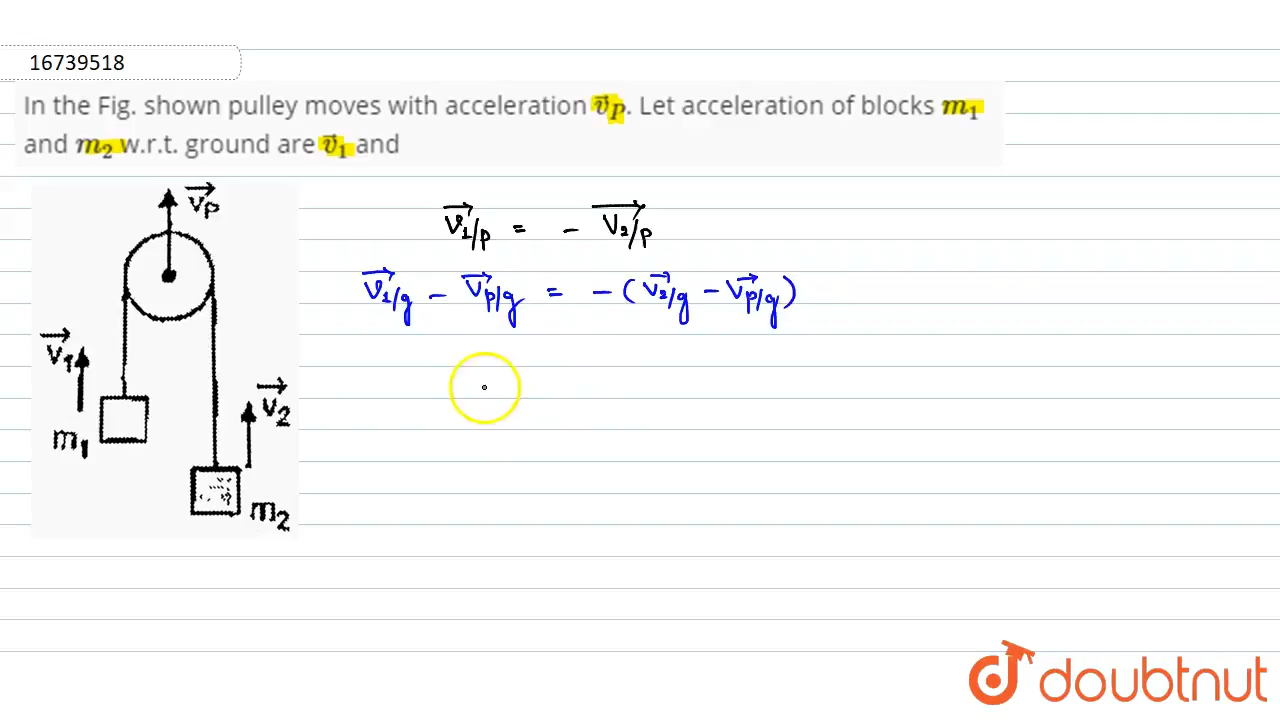 16739518
In the Fig. shown pulley moves with acceleration v⃗P. Let acceleration of blocks m1
and m2 w.r.t. ground are v⃗1 and
v⃗p
v⃗1/p = - v⃗2/p
v⃗1/g - v⃗p/g = - (v⃗2/g - v⃗p/g)
v⃗1
v⃗2
m1
m2
doubtnut